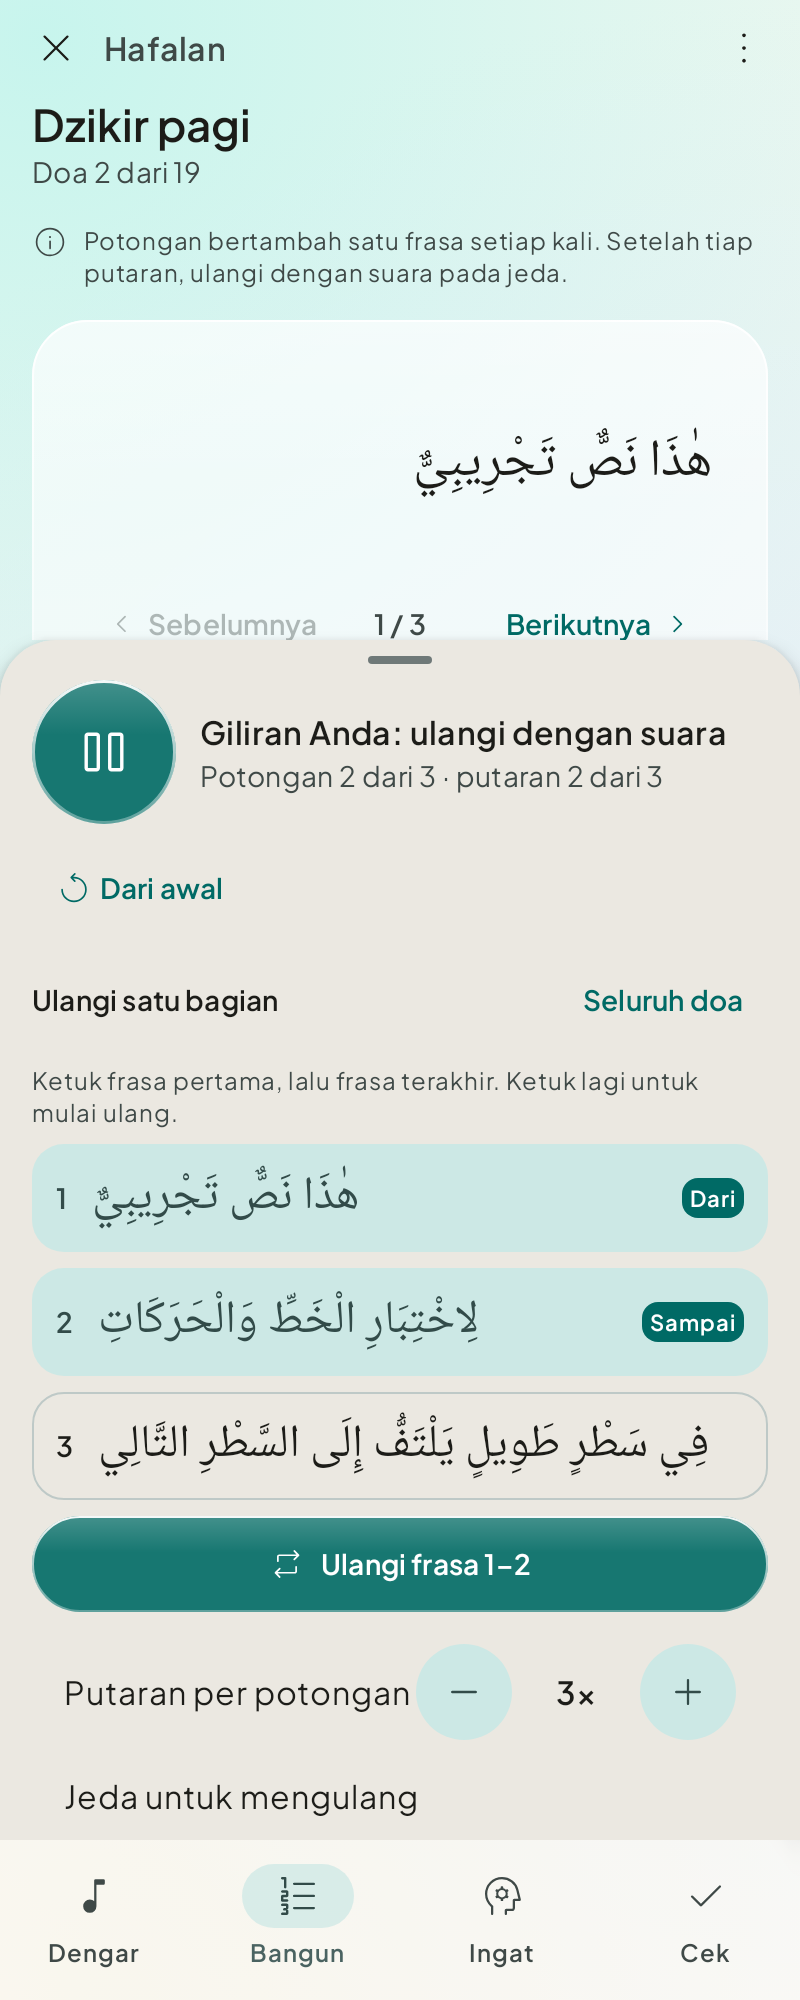 Hafalan
Dzikir pagi
Doa 2 dari 19
Potongan bertambah satu frasa setiap kali. Setelah tiap
putaran, ulangi dengan suara pada jeda.
هٰذَا نَصٌّ تَجْرِيبِيٌّ
Sebelumnya 1 / 3 Berikutnya
Giliran Anda: ulangi dengan suara
Potongan 2 dari 3 · putaran 2 dari 3
Dari awal
Ulangi satu bagian Seluruh doa
Ketuk frasa pertama, lalu frasa terakhir. Ketuk lagi untuk
mulai ulang.
1 هٰذَا نَصٌّ تَجْرِيبِيٌّ Dari
2 لِاخْتِبَارِ الْخَطِّ وَالْحَرَكَاتِ Sampai
3 فِي سَطْرٍ طَوِيلٍ يَلْتَفُّ إِلَى السَّطْرِ التَّالِي
Ulangi frasa 1–2
Putaran per potongan − 3× +
Jeda untuk mengulang
Dengar Bangun Ingat Cek